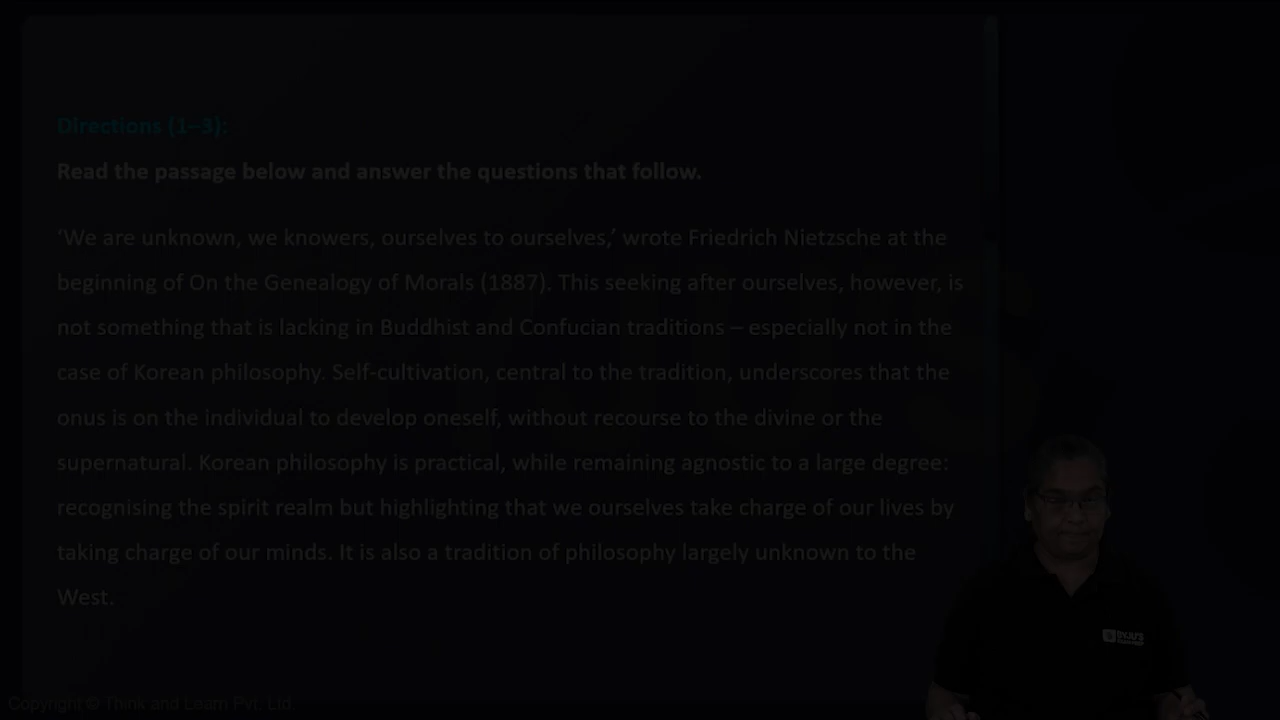 Directions (1–3):
Read the passage below and answer the questions that follow.
‘We are unknown, we knowers, ourselves to ourselves,’ wrote Friedrich Nietzsche at the
beginning of On the Genealogy of Morals (1887). This seeking after ourselves, however, is
not something that is lacking in Buddhist and Confucian traditions – especially not in the
case of Korean philosophy. Self-cultivation, central to the tradition, underscores that the
onus is on the individual to develop oneself, without recourse to the divine or the
supernatural. Korean philosophy is practical, while remaining agnostic to a large degree:
recognising the spirit realm but highlighting that we ourselves take charge of our lives by
taking charge of our minds. It is also a tradition of philosophy largely unknown to the
West.
BYJU'S
Copyright © Think and Learn Pvt. Ltd.